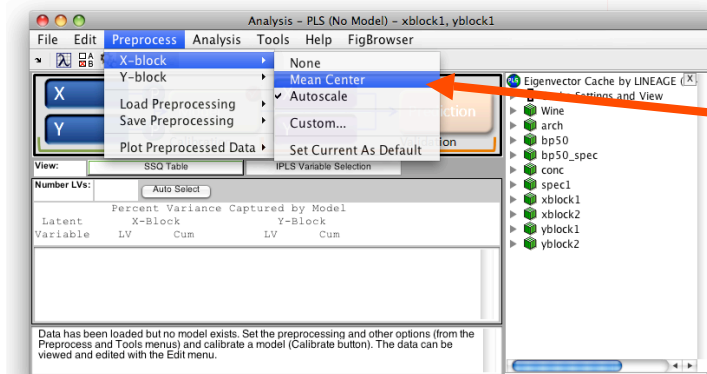 Analysis – PLS (No Model) – xblock1, yblock1
File Edit Preprocess Analysis Tools Help FigBrowser
X-block
Y-block
Load Preprocessing
Save Preprocessing
Plot Preprocessed Data
None
Mean Center
✓ Autoscale
Custom...
Set Current As Default
X
Y
View:
SSQ Table
IPLS Variable Selection
Number LVs:
Auto Select
Percent Variance Captured by Model
Latent X-Block Y-Block
Variable LV Cum LV Cum
Data has been loaded but no model exists. Set the preprocessing and other options (from the
Preprocess and Tools menus) and calibrate a model (Calibrate button). The data can be
viewed and edited with the Edit menu.
Eigenvector Cache by LINEAGE (
Settings and View
Wine
arch
bp50
bp50_spec
conc
spec1
xblock1
xblock2
yblock1
yblock2